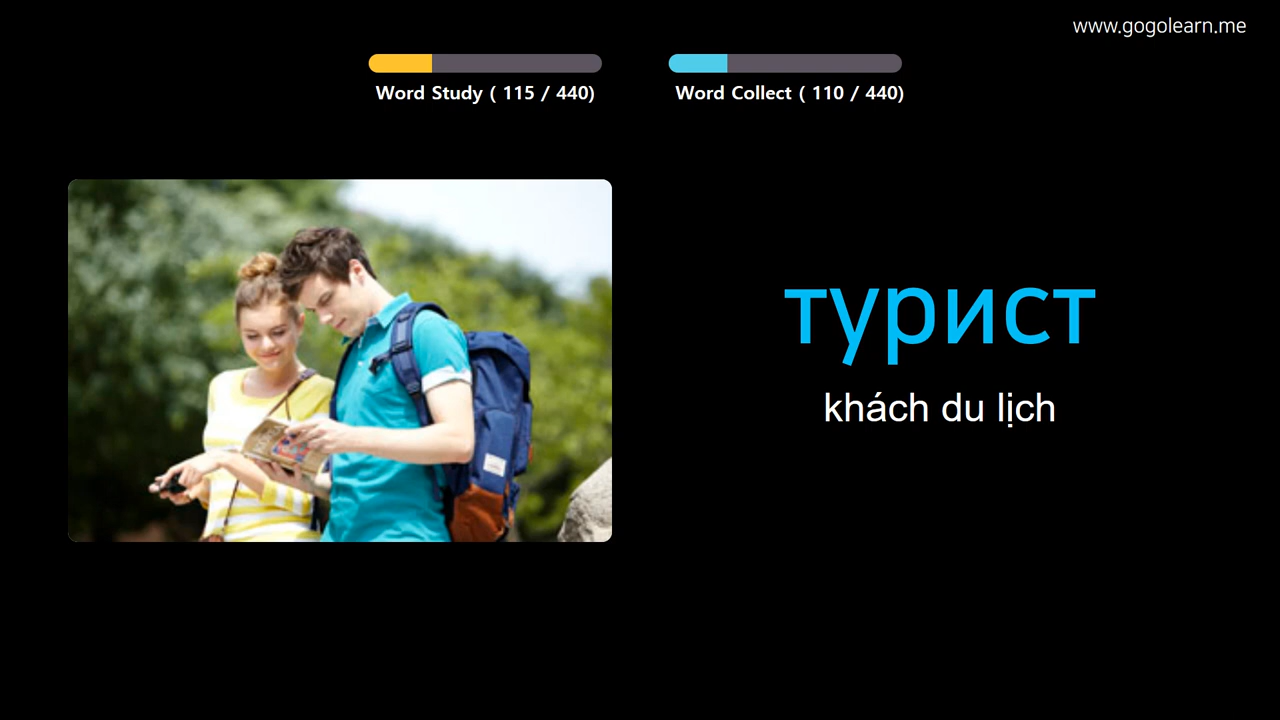 www.gogolearn.me
Word Study ( 115 / 440)
Word Collect ( 110 / 440)
турист
khách du lịch